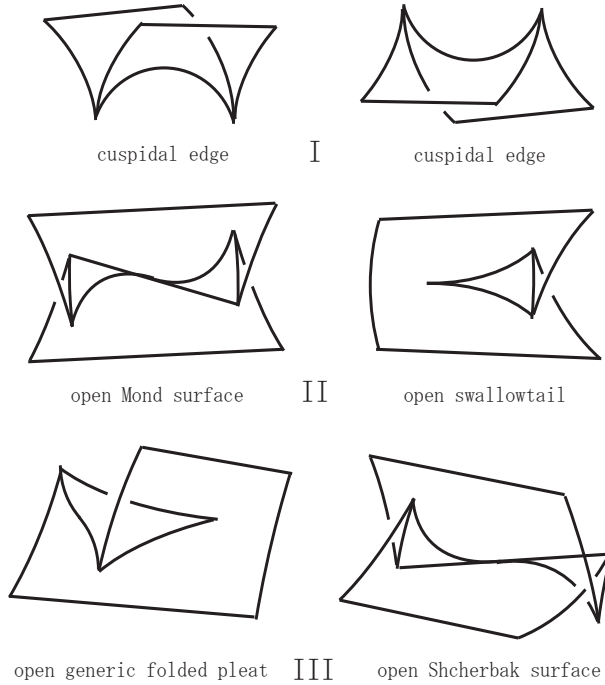 cuspidal edge I cuspidal edge
open Mond surface II open swallowtail
open generic folded pleat III open Shcherbak surface